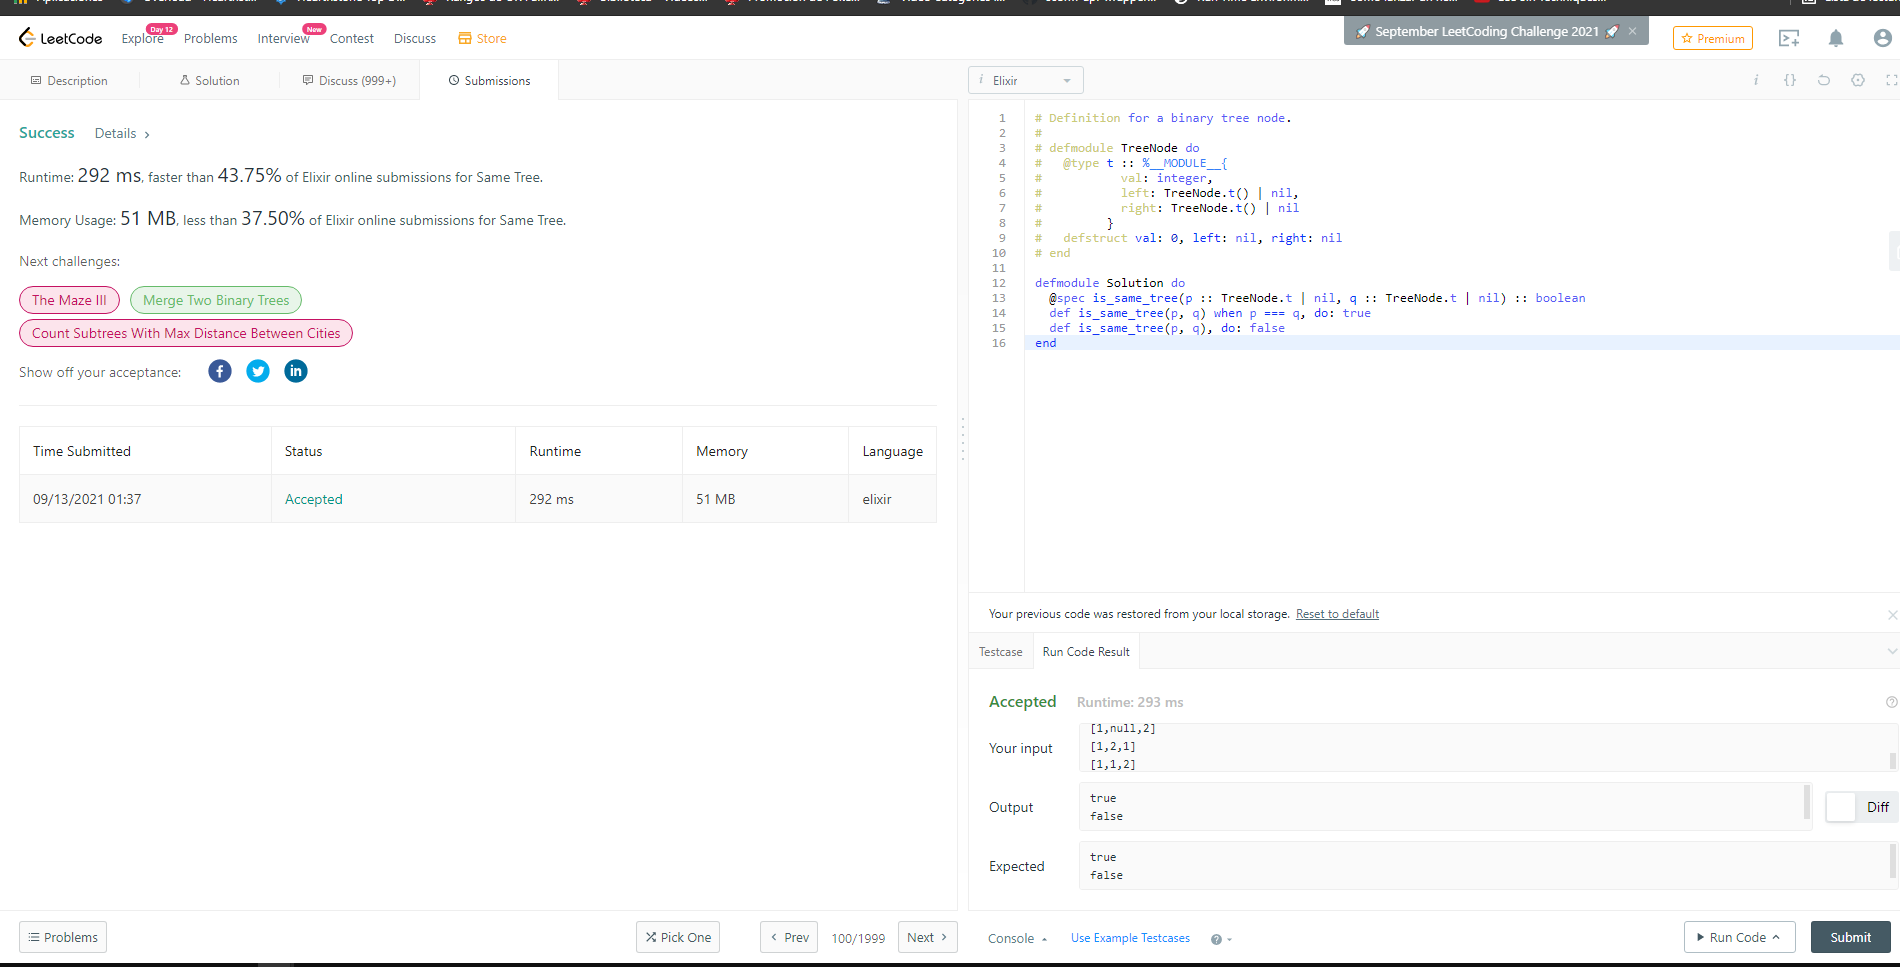 LeetCode
Explore
Day 12
Problems
Interview
New
Contest
Discuss
Store
September LeetCoding Challenge 2021
Premium
Description
Solution
Discuss (999+)
Submissions
Success
Details
Runtime: 292 ms, faster than 43.75% of Elixir online submissions for Same Tree.
Memory Usage: 51 MB, less than 37.50% of Elixir online submissions for Same Tree.
Next challenges:
The Maze III
Merge Two Binary Trees
Count Subtrees With Max Distance Between Cities
Show off your acceptance:
Time Submitted Status Runtime Memory Language
09/13/2021 01:37 Accepted 292 ms 51 MB elixir
Problems
Pick One
Prev
100/1999
Next
i Elixir
1 # Definition for a binary tree node.
2 #
3 # defmodule TreeNode do
4 #   @type t :: %__MODULE__{
5 #           val: integer,
6 #           left: TreeNode.t() | nil,
7 #           right: TreeNode.t() | nil
8 #         }
9 #   defstruct val: 0, left: nil, right: nil
10 # end
11
12 defmodule Solution do
13   @spec is_same_tree(p :: TreeNode.t | nil, q :: TreeNode.t | nil) :: boolean
14   def is_same_tree(p, q) when p === q, do: true
15   def is_same_tree(p, q), do: false
16 end
Your previous code was restored from your local storage. Reset to default
Testcase
Run Code Result
Accepted
Runtime: 293 ms
Your input
[1,null,2]
[1,2,1]
[1,1,2]
Output
true
false
Diff
Expected
true
false
Console
Use Example Testcases
Run Code
Submit